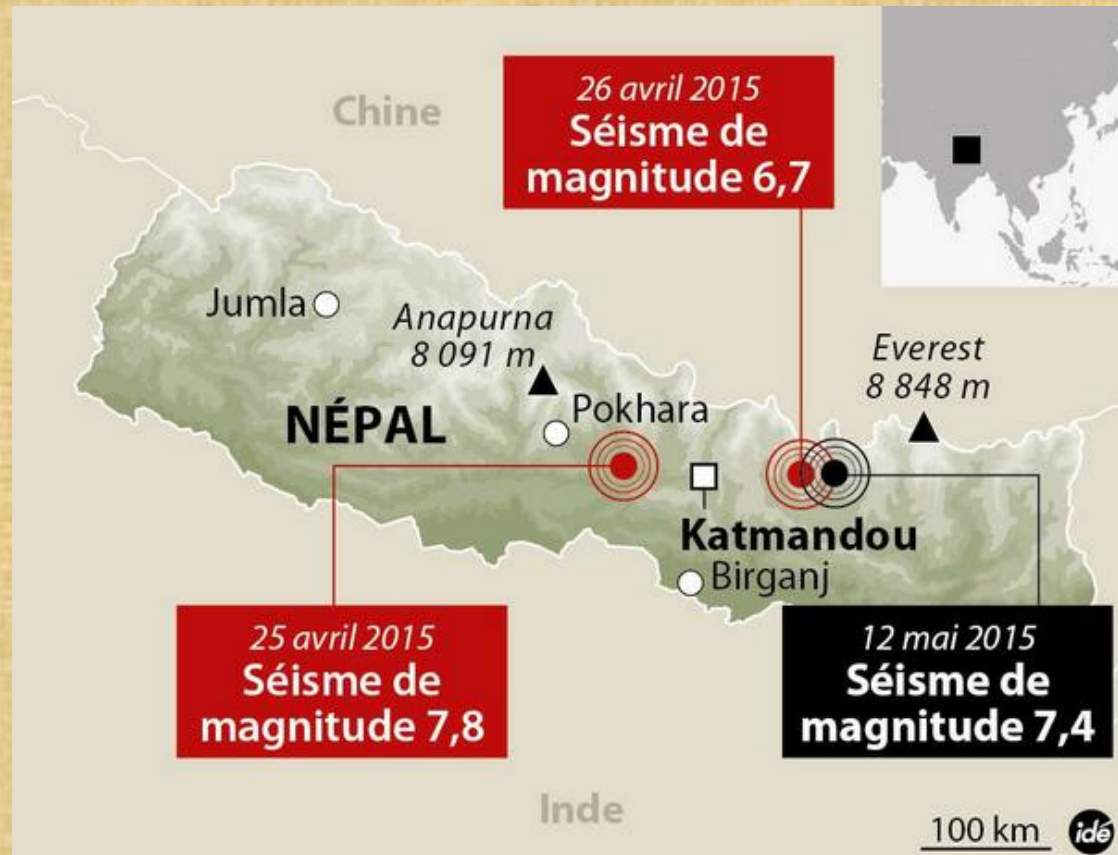 26 avril 2015
Séisme de
magnitude 6,7
Chine
Jumla
Anapurna
8 091 m
Everest
8 848 m
NÉPAL
Pokhara
Katmandou
Birganj
25 avril 2015
Séisme de
magnitude 7,8
12 mai 2015
Séisme de
magnitude 7,4
Inde
100 km
idé